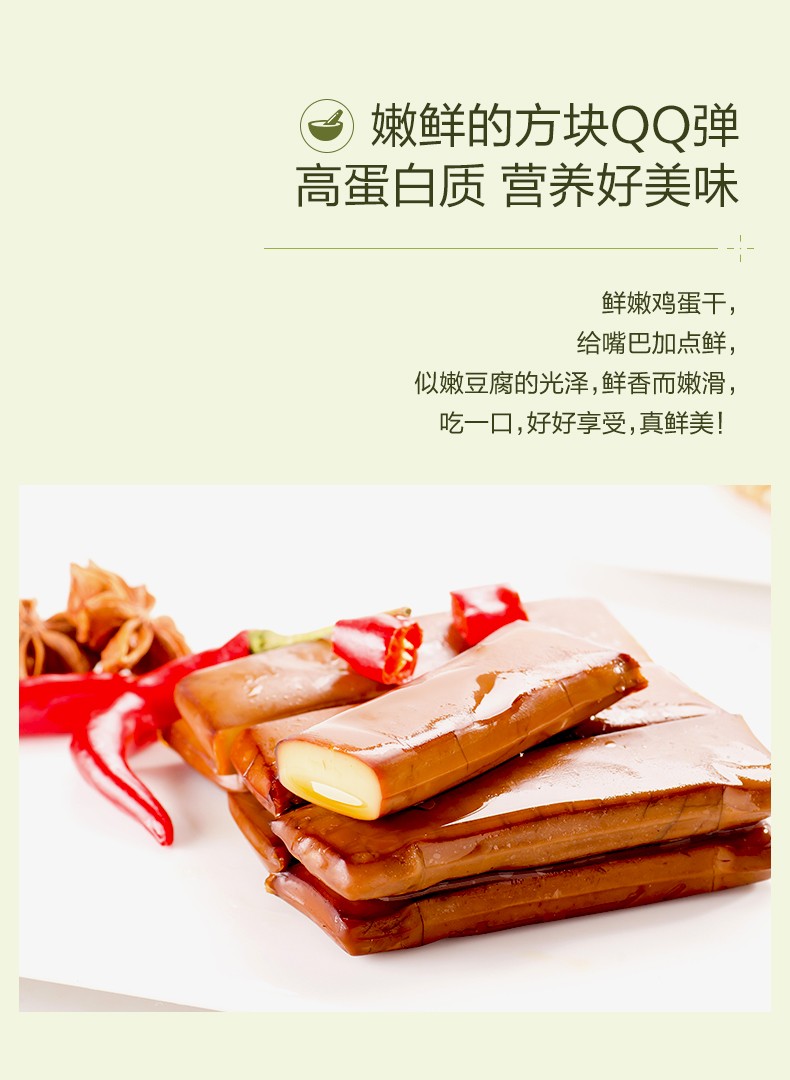 嫩鲜的方块QQ弹
高蛋白质 营养好美味
鲜嫩鸡蛋干,
给嘴巴加点鲜,
似嫩豆腐的光泽,鲜香而嫩滑,
吃一口,好好享受,真鲜美!